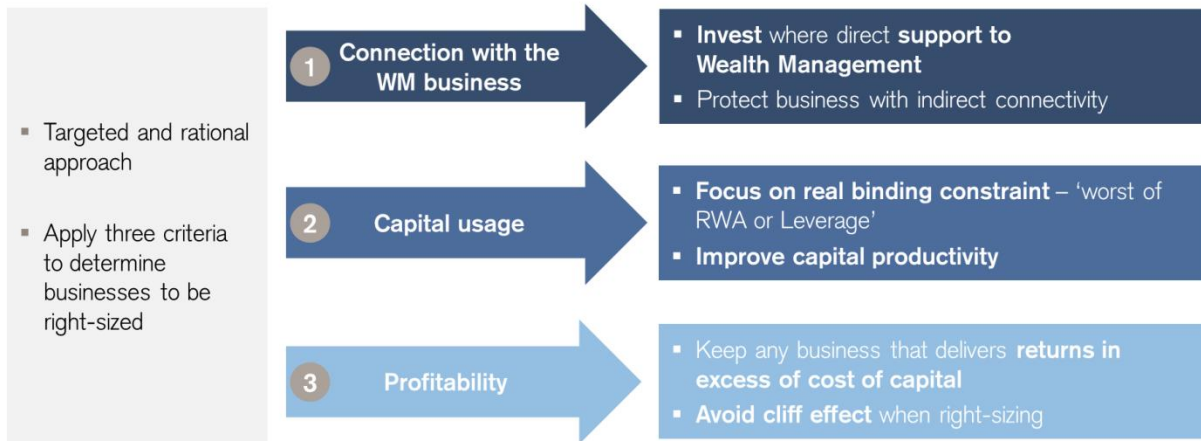 ▪ Targeted and rational
approach
▪ Apply three criteria
to determine
businesses to be
right-sized
1
Connection with the
WM business
▪ Invest where direct support to
Wealth Management
▪ Protect business with indirect connectivity
2
Capital usage
▪ Focus on real binding constraint – ‘worst of
RWA or Leverage’
▪ Improve capital productivity
3
Profitability
▪ Keep any business that delivers returns in
excess of cost of capital
▪ Avoid cliff effect when right-sizing